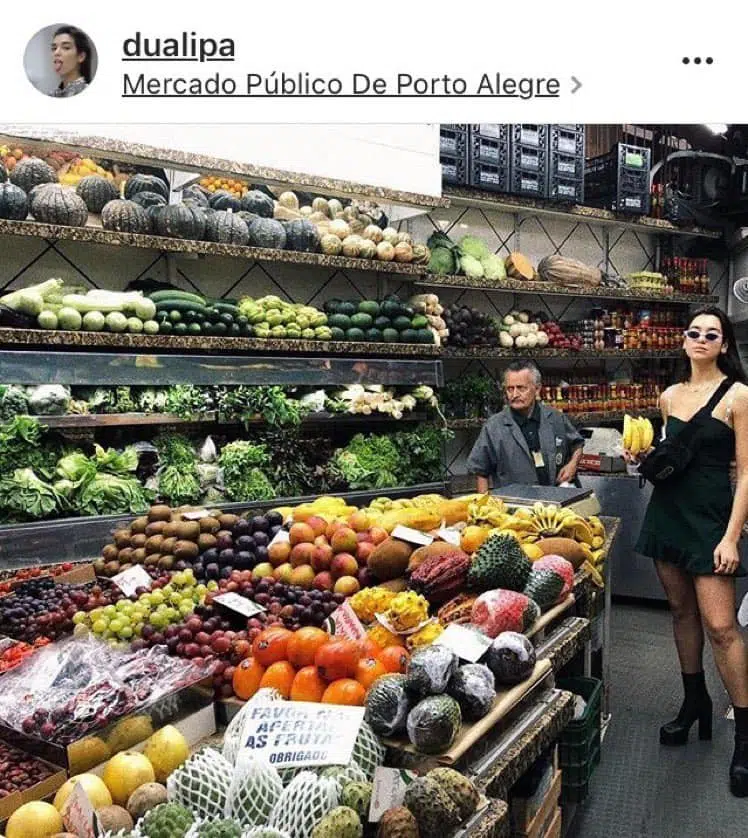 dualipa
Mercado Público De Porto Alegre
FAVOR NÃO
APERTAR
AS FRUTAS
OBRIGADO